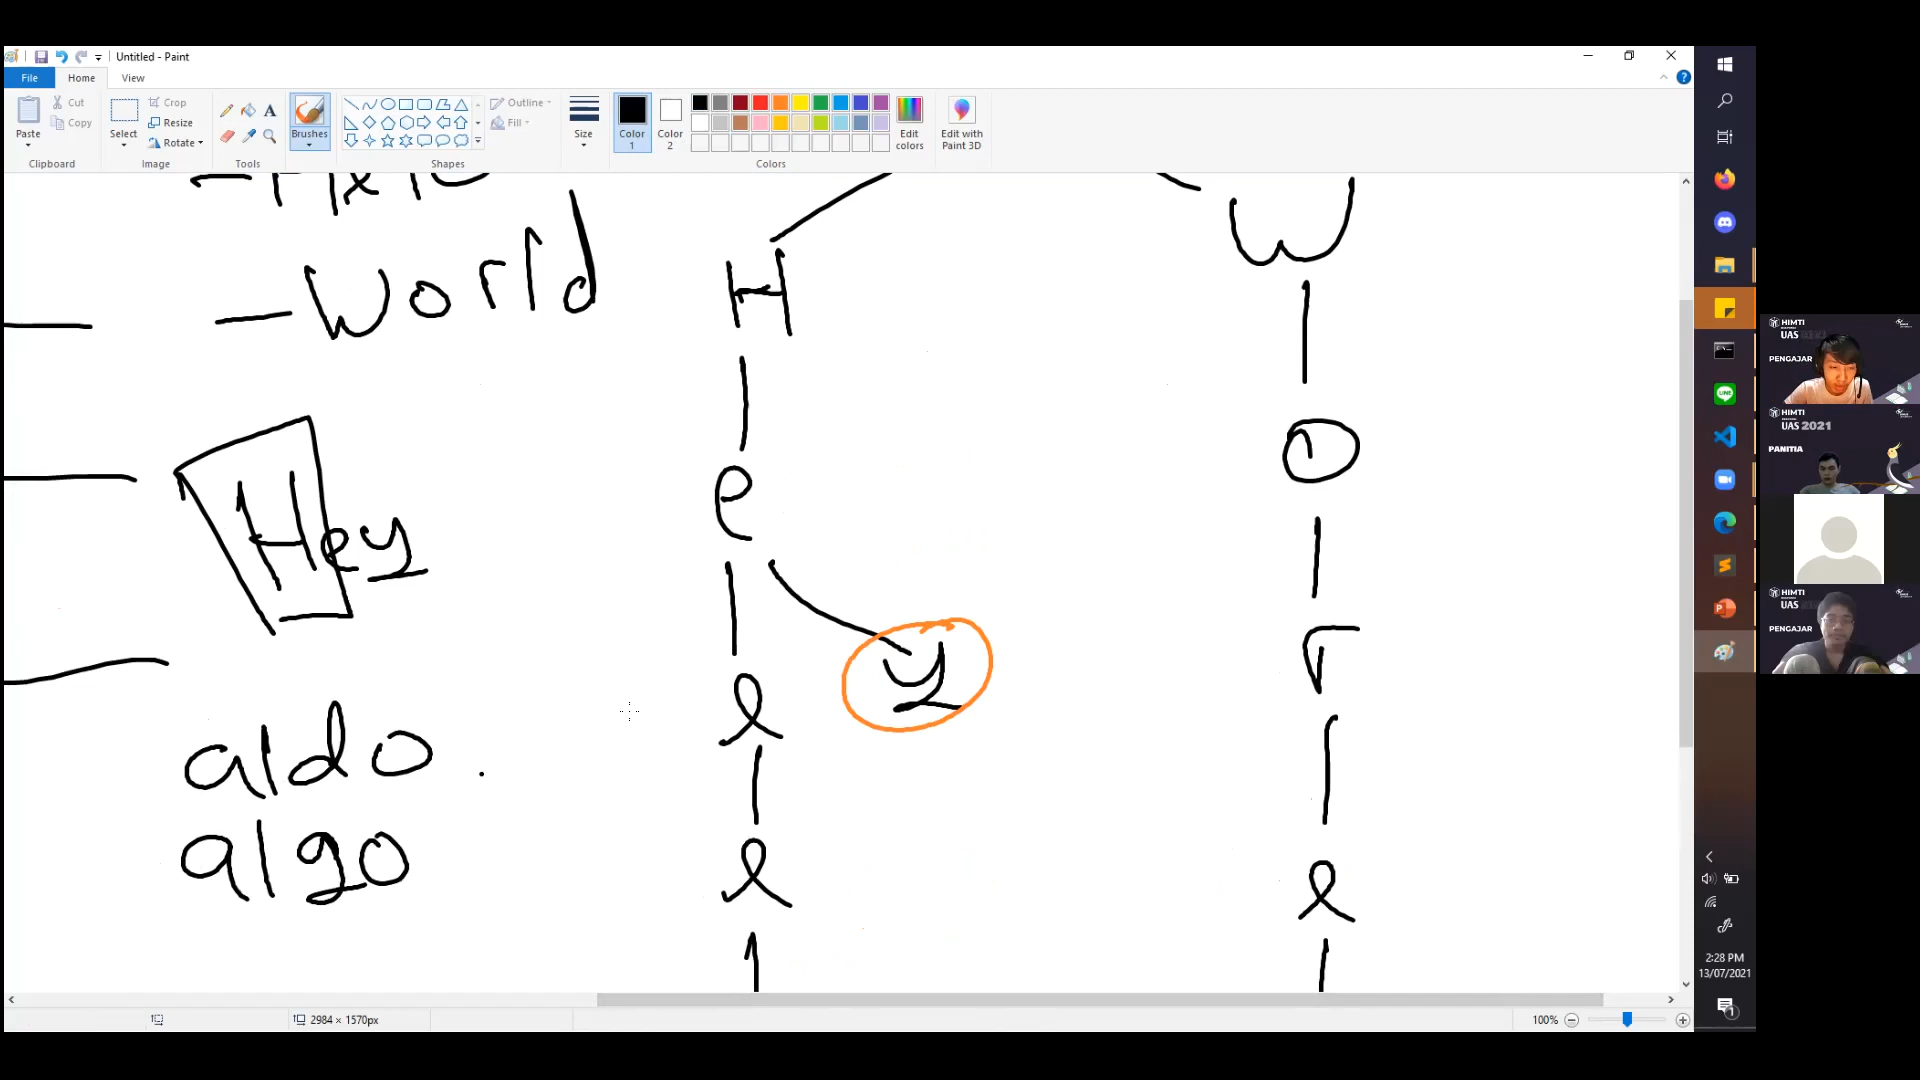 Untitled - Paint
File Home View
Paste
Cut
Copy
Clipboard
Select
Crop
Resize
Rotate
Image
Tools
Brushes
Shapes
Outline
Fill
Size
Color 1
Color 2
Colors
Edit colors
Edit with Paint 3D
- World
Hey
aldo.
algo
H
e
l
l
y
W
o
r
l
2984 × 1570px
100%
2:28 PM
13/07/2021
HIMTI
UAS
PENGAJAR
HIMTI
UAS 2021
PANITIA
HIMTI
UAS
PENGAJAR